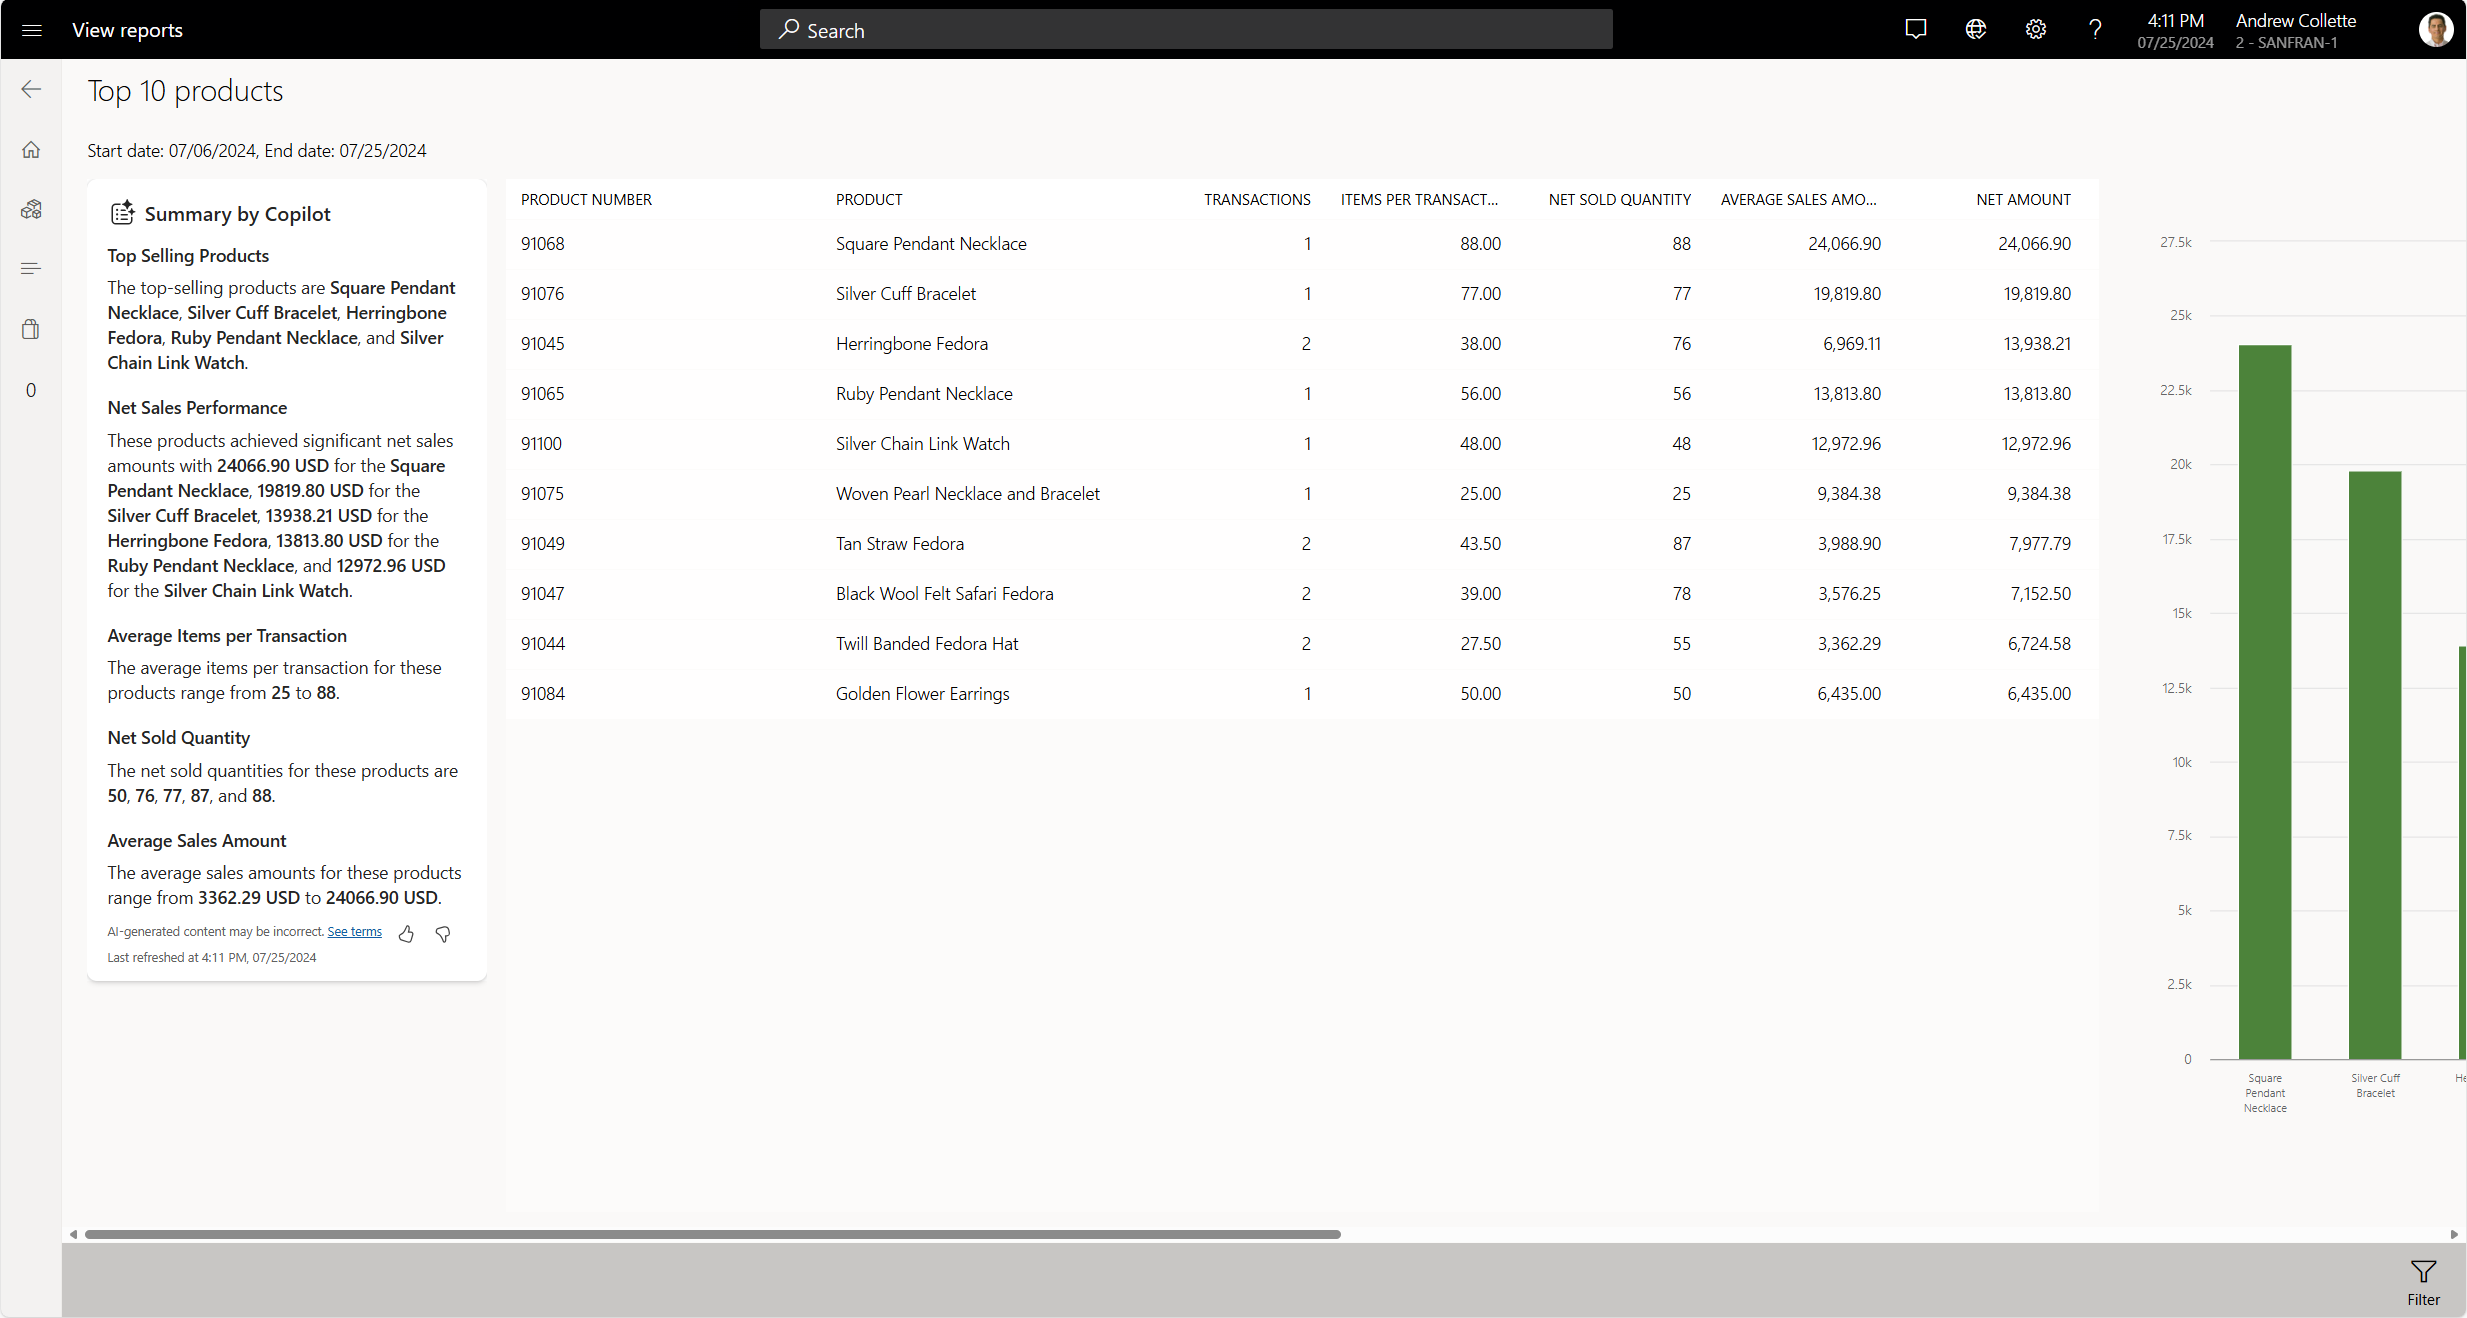 View reports
Search
4:11 PM
07/25/2024
Andrew Collette
2 - SANFRAN-1
Top 10 products
Start date: 07/06/2024, End date: 07/25/2024
0
Summary by Copilot
Top Selling Products
The top-selling products are Square Pendant
Necklace, Silver Cuff Bracelet, Herringbone
Fedora, Ruby Pendant Necklace, and Silver
Chain Link Watch.
Net Sales Performance
These products achieved significant net sales
amounts with 24066.90 USD for the Square
Pendant Necklace, 19819.80 USD for the
Silver Cuff Bracelet, 13938.21 USD for the
Herringbone Fedora, 13813.80 USD for the
Ruby Pendant Necklace, and 12972.96 USD
for the Silver Chain Link Watch.
Average Items per Transaction
The average items per transaction for these
products range from 25 to 88.
Net Sold Quantity
The net sold quantities for these products are
50, 76, 77, 87, and 88.
Average Sales Amount
The average sales amounts for these products
range from 3362.29 USD to 24066.90 USD.
AI-generated content may be incorrect. See terms
Last refreshed at 4:11 PM, 07/25/2024
PRODUCT NUMBER PRODUCT TRANSACTIONS ITEMS PER TRANSACT... NET SOLD QUANTITY AVERAGE SALES AMO... NET AMOUNT
91068 Square Pendant Necklace 1 88.00 88 24,066.90 24,066.90
91076 Silver Cuff Bracelet 1 77.00 77 19,819.80 19,819.80
91045 Herringbone Fedora 2 38.00 76 6,969.11 13,938.21
91065 Ruby Pendant Necklace 1 56.00 56 13,813.80 13,813.80
91100 Silver Chain Link Watch 1 48.00 48 12,972.96 12,972.96
91075 Woven Pearl Necklace and Bracelet 1 25.00 25 9,384.38 9,384.38
91049 Tan Straw Fedora 2 43.50 87 3,988.90 7,977.79
91047 Black Wool Felt Safari Fedora 2 39.00 78 3,576.25 7,152.50
91044 Twill Banded Fedora Hat 2 27.50 55 3,362.29 6,724.58
91084 Golden Flower Earrings 1 50.00 50 6,435.00 6,435.00
27.5k
25k
22.5k
20k
17.5k
15k
12.5k
10k
7.5k
5k
2.5k
0
Square
Pendant
Necklace
Silver Cuff
Bracelet
He
Filter